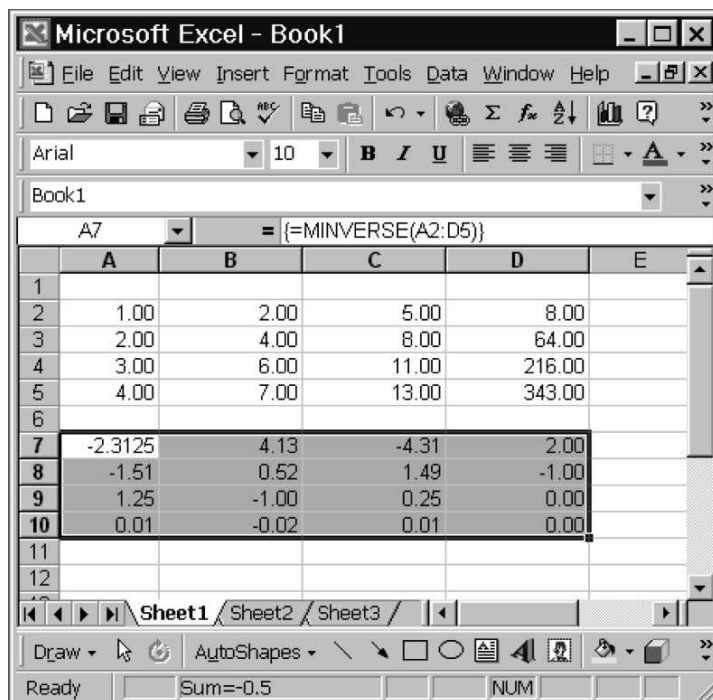 Microsoft Excel - Book1
File Edit View Insert Format Tools Data Window Help
ABC Σ fx A Z ?
Arial 10 B I U A
Book1
A7 = {=MINVERSE(A2:D5)}
A B C D E
1
2 1.00 2.00 5.00 8.00
3 2.00 4.00 8.00 64.00
4 3.00 6.00 11.00 216.00
5 4.00 7.00 13.00 343.00
6
7 -2.3125 4.13 -4.31 2.00
8 -1.51 0.52 1.49 -1.00
9 1.25 -1.00 0.25 0.00
10 0.01 -0.02 0.01 0.00
11
12
Sheet1 Sheet2 Sheet3
Draw AutoShapes A
Ready Sum=-0.5 NUM